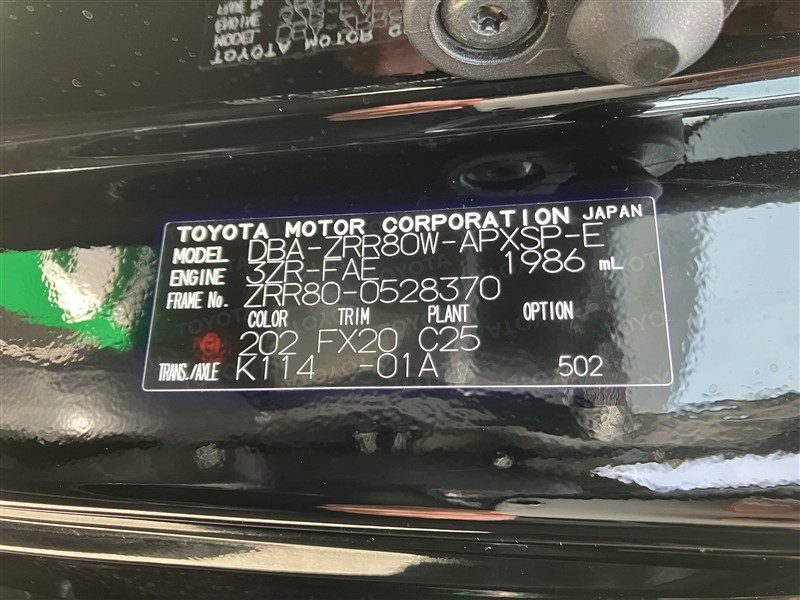 TOYOTA MOTOR CORPORATION JAPAN
MODEL DBA-ZRR80W-APXSP-E
ENGINE 3ZR-FAE 1986 mL
FRAME No. ZRR80-0528370
COLOR TRIM PLANT OPTION
202 FX20 C25
TRANS./AXLE K114 -01A 502